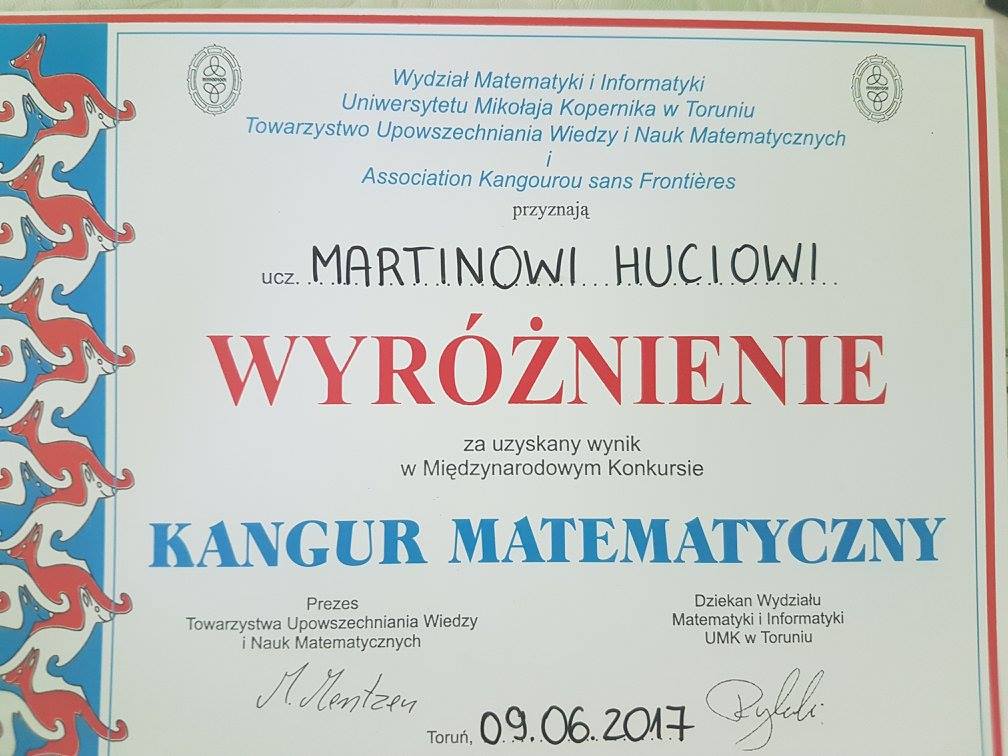 Wydział Matematyki i Informatyki
Uniwersytetu Mikołaja Kopernika w Toruniu
Towarzystwo Upowszechniania Wiedzy i Nauk Matematycznych
i
Association Kangourou sans Frontières
przyznają
ucz. MARTINOWI HUCIOWI
WYRÓŻNIENIE
za uzyskany wynik
w Międzynarodowym Konkursie
KANGUR MATEMATYCZNY
Prezes
Towarzystwa Upowszechniania Wiedzy
i Nauk Matematycznych
M. Mentzen
Dziekan Wydziału
Matematyki i Informatyki
UMK w Toruniu
Toruń, 09.06.2017